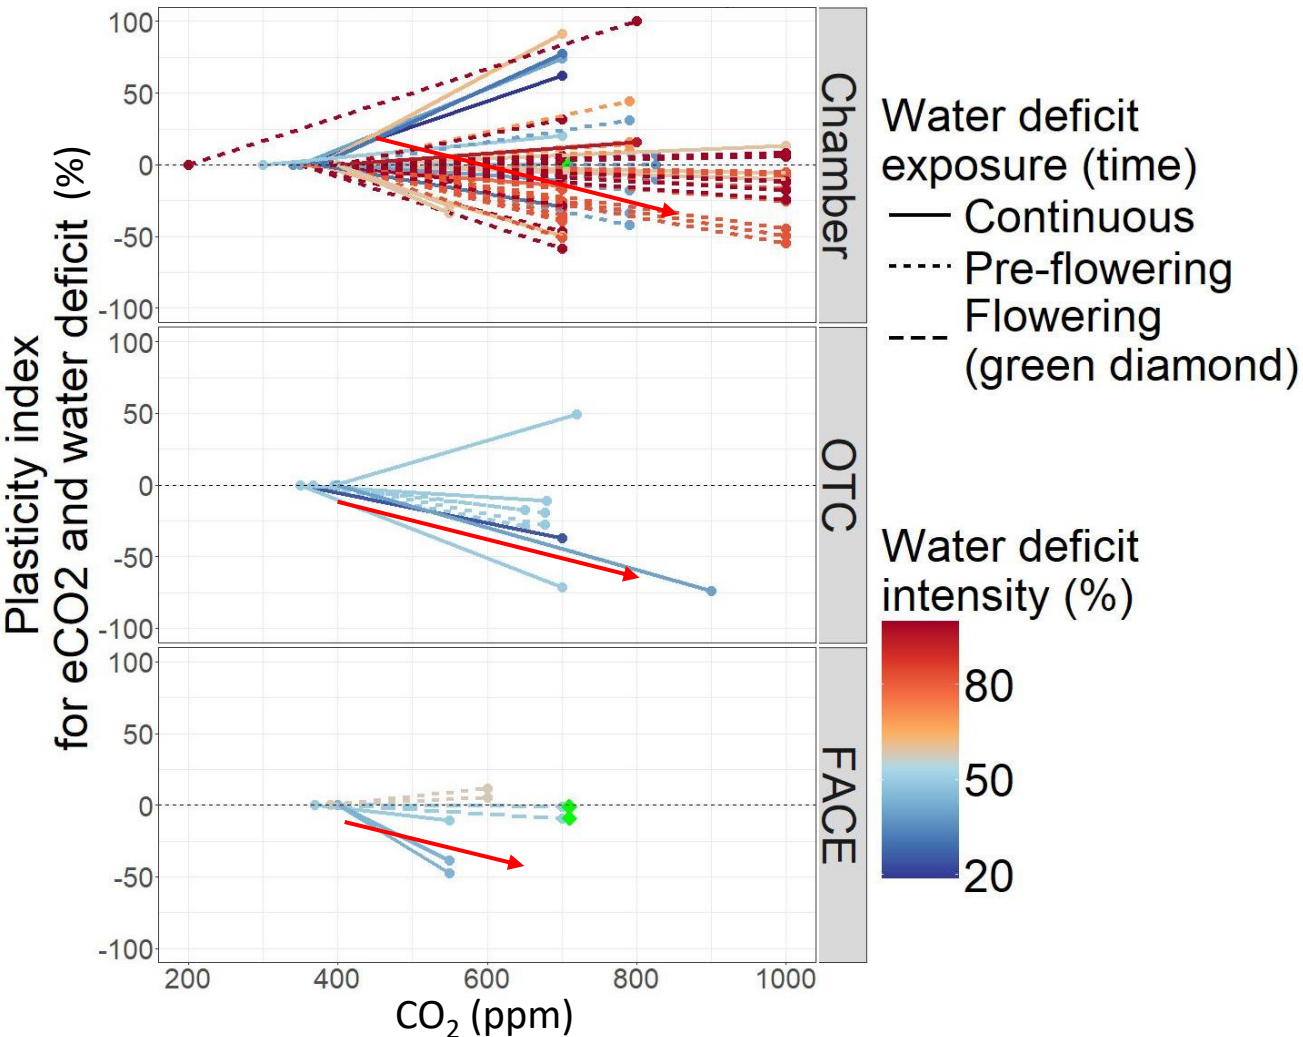 Plasticity index
for eCO2 and water deficit (%)
100
50
0
-50
-100
Chamber
100
50
0
-50
-100
OTC
100
50
0
-50
-100
FACE
200
400
600
800
1000
CO₂ (ppm)
Water deficit
exposure (time)
Continuous
Pre-flowering
Flowering
(green diamond)
Water deficit
intensity (%)
80
50
20